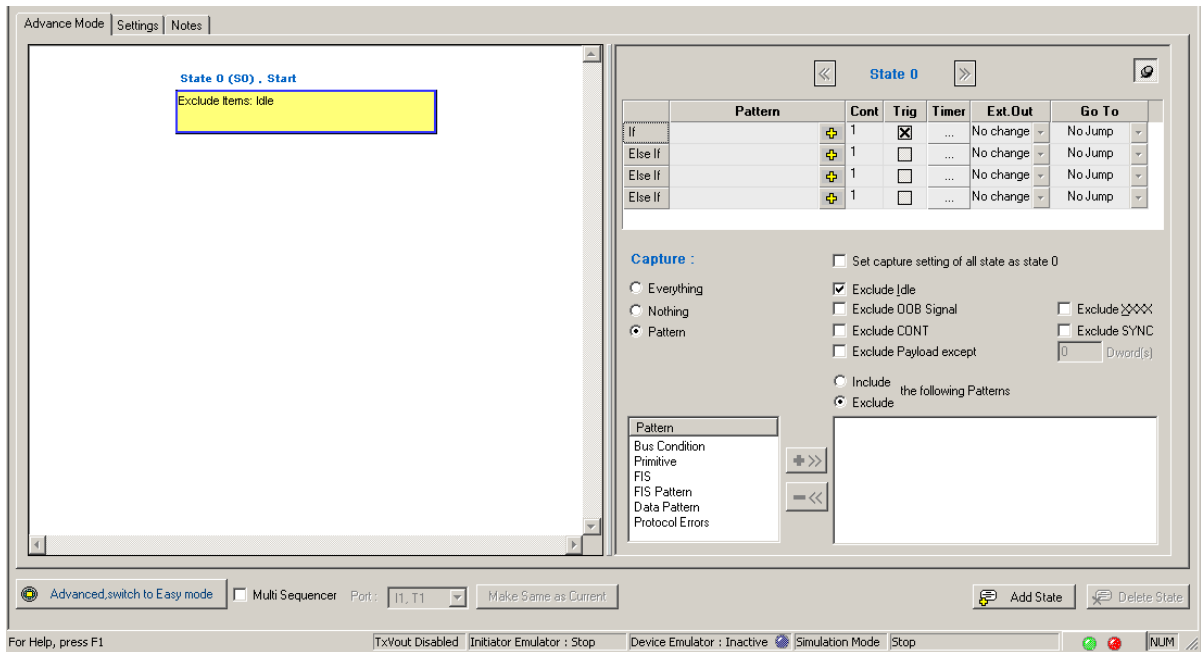 Advance Mode Settings Notes
State 0 (S0) . Start
Exclude Items: Idle
State 0
Pattern Cont Trig Timer Ext.Out Go To
If 1 ... No change No Jump
Else If 1 ... No change No Jump
Else If 1 ... No change No Jump
Else If 1 ... No change No Jump
Capture :
Set capture setting of all state as state 0
Everything
Nothing
Pattern
Exclude Idle
Exclude OOB Signal Exclude XXXX
Exclude CONT Exclude SYNC
Exclude Payload except 0 Dword(s)
Include
the following Patterns
Exclude
Pattern
Bus Condition
Primitive
FIS
FIS Pattern
Data Pattern
Protocol Errors
Advanced,switch to Easy mode Multi Sequencer Port : I1, T1 Make Same as Current Add State Delete State
For Help, press F1 TxVout Disabled Initiator Emulator : Stop Device Emulator : Inactive Simulation Mode Stop NUM